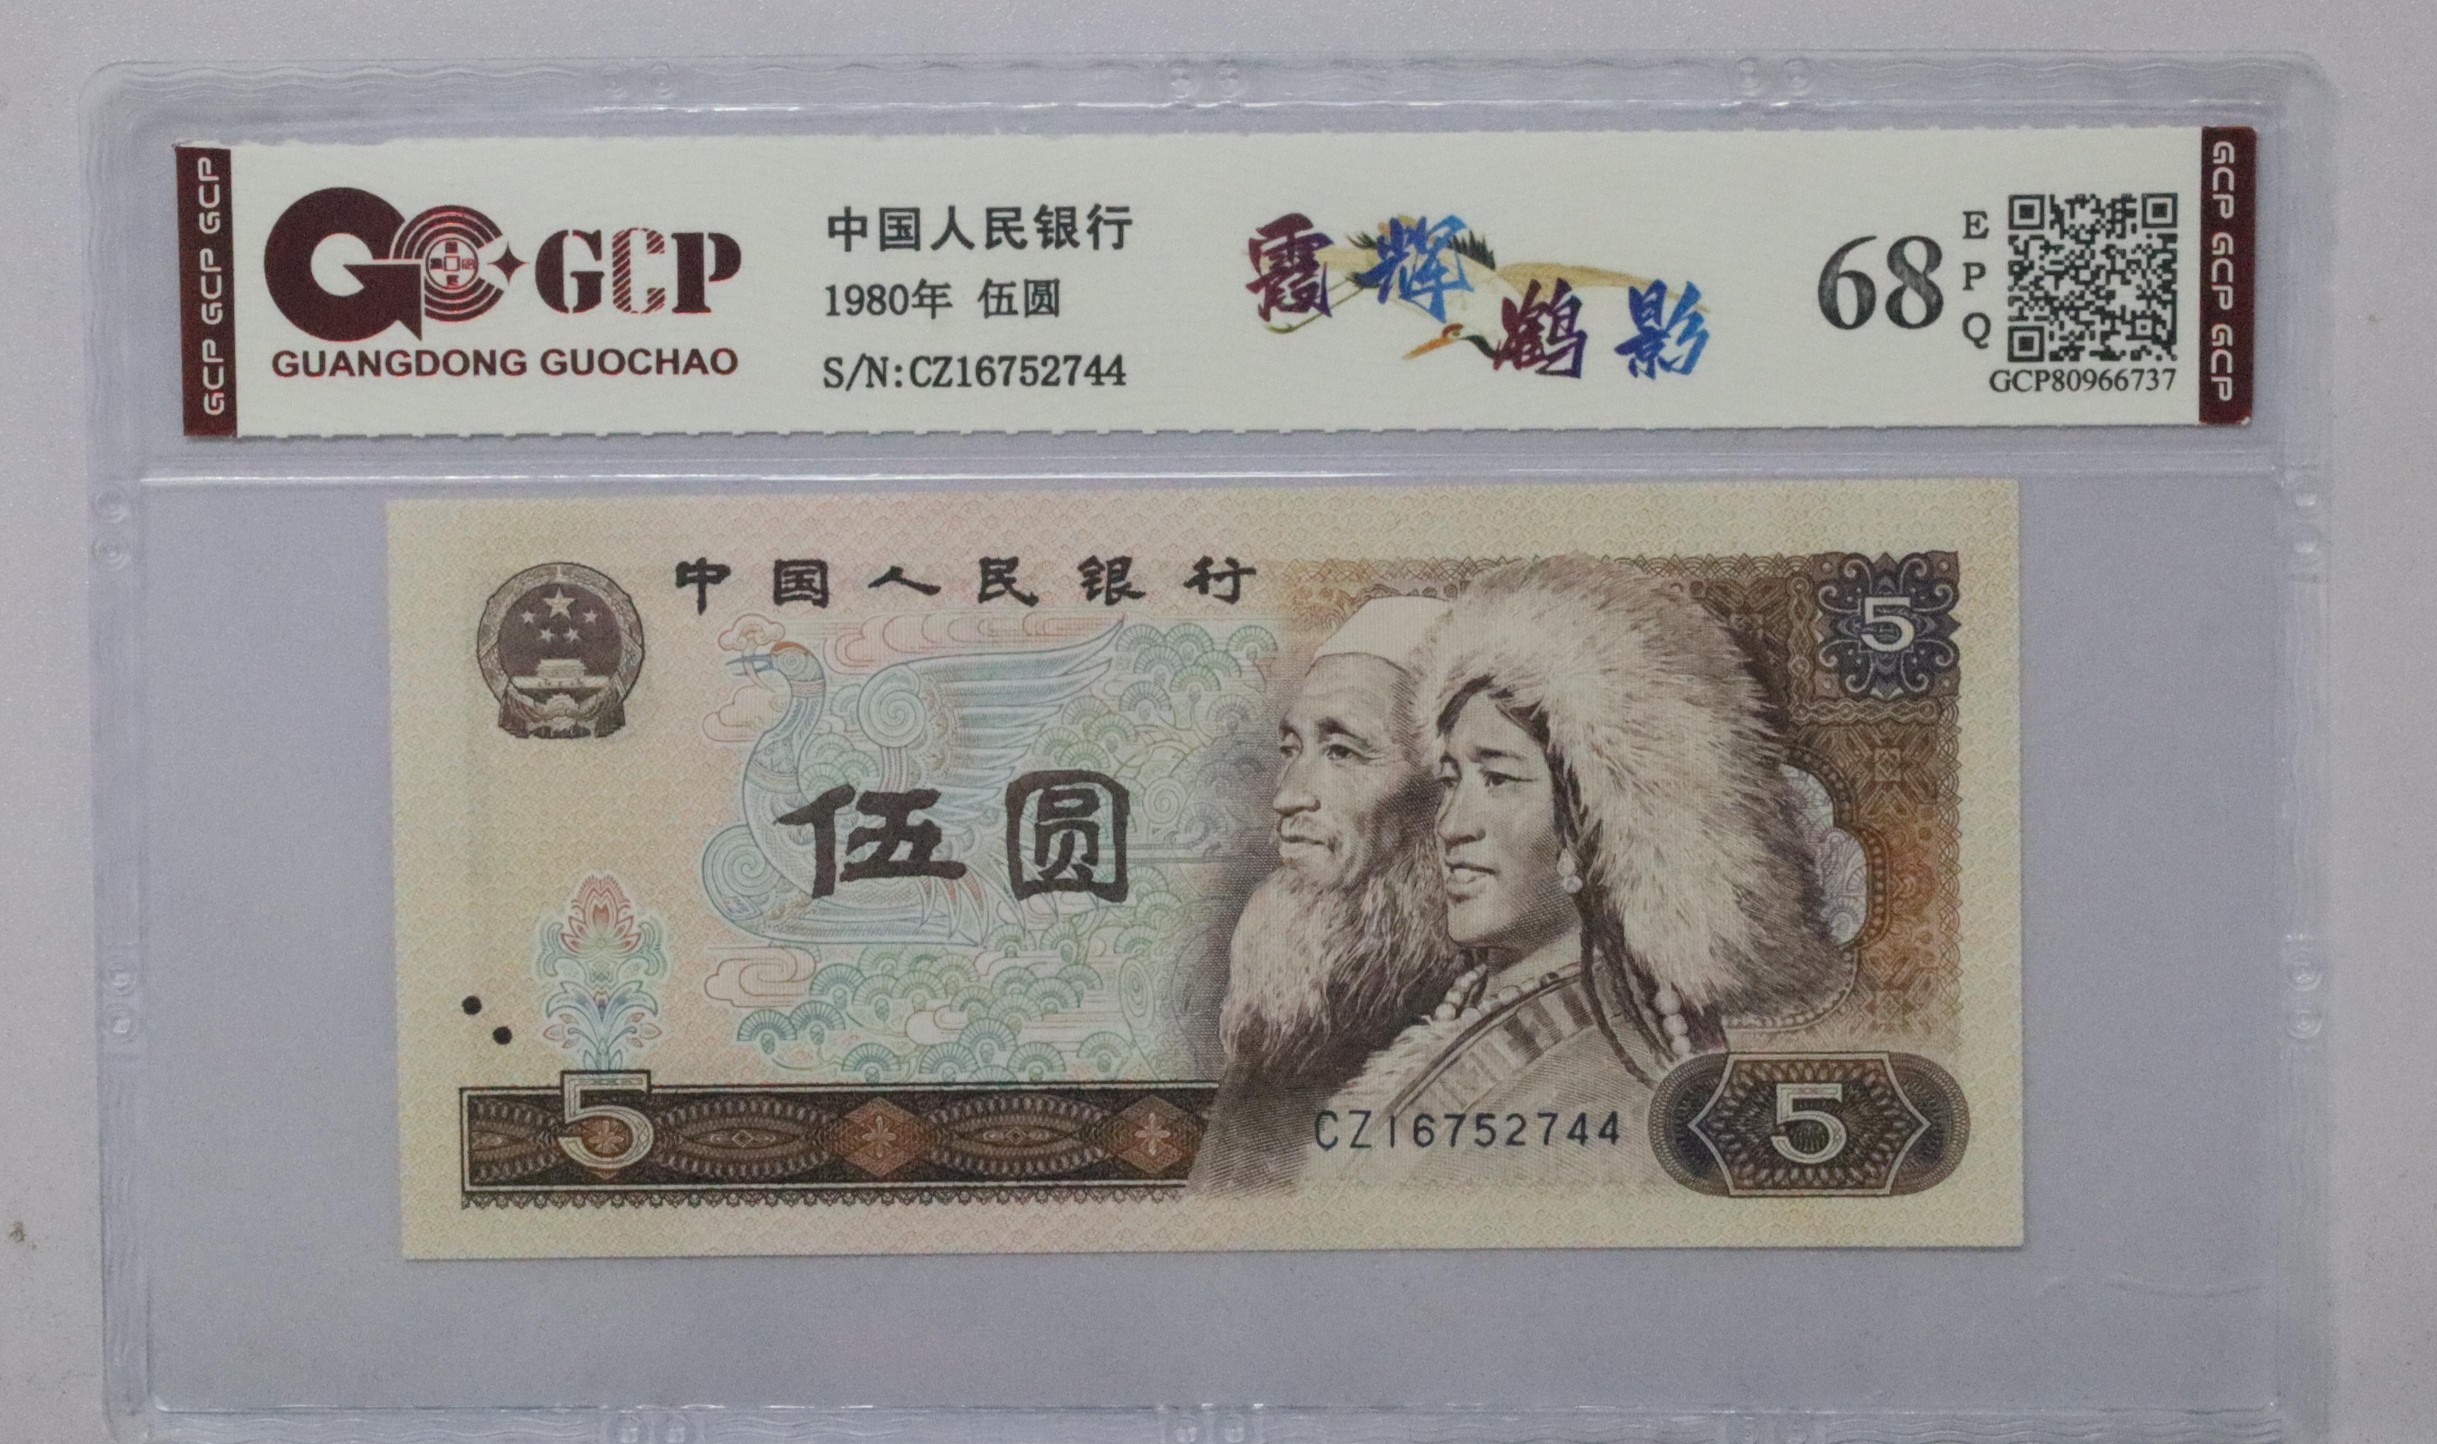 GCP GCP GCP
GCP
GUANGDONG GUOCHAO
中国人民银行
1980年 伍圆
S/N:CZ16752744
霞辉
鹤影
68
EPQ
GCP80966737
GCP GCP GCP
中国人民银行
5
伍圆
5
CZ16752744
5